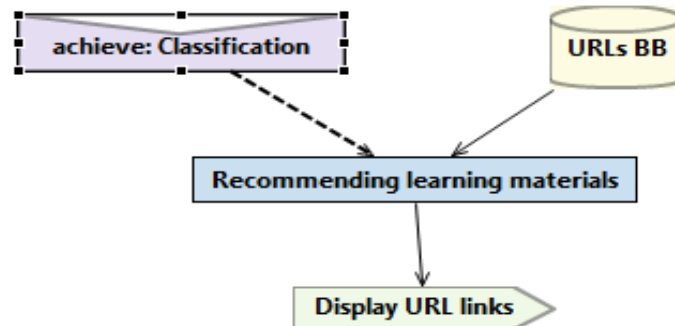 achieve: Classification
URLs BB
Recommending learning materials
Display URL links